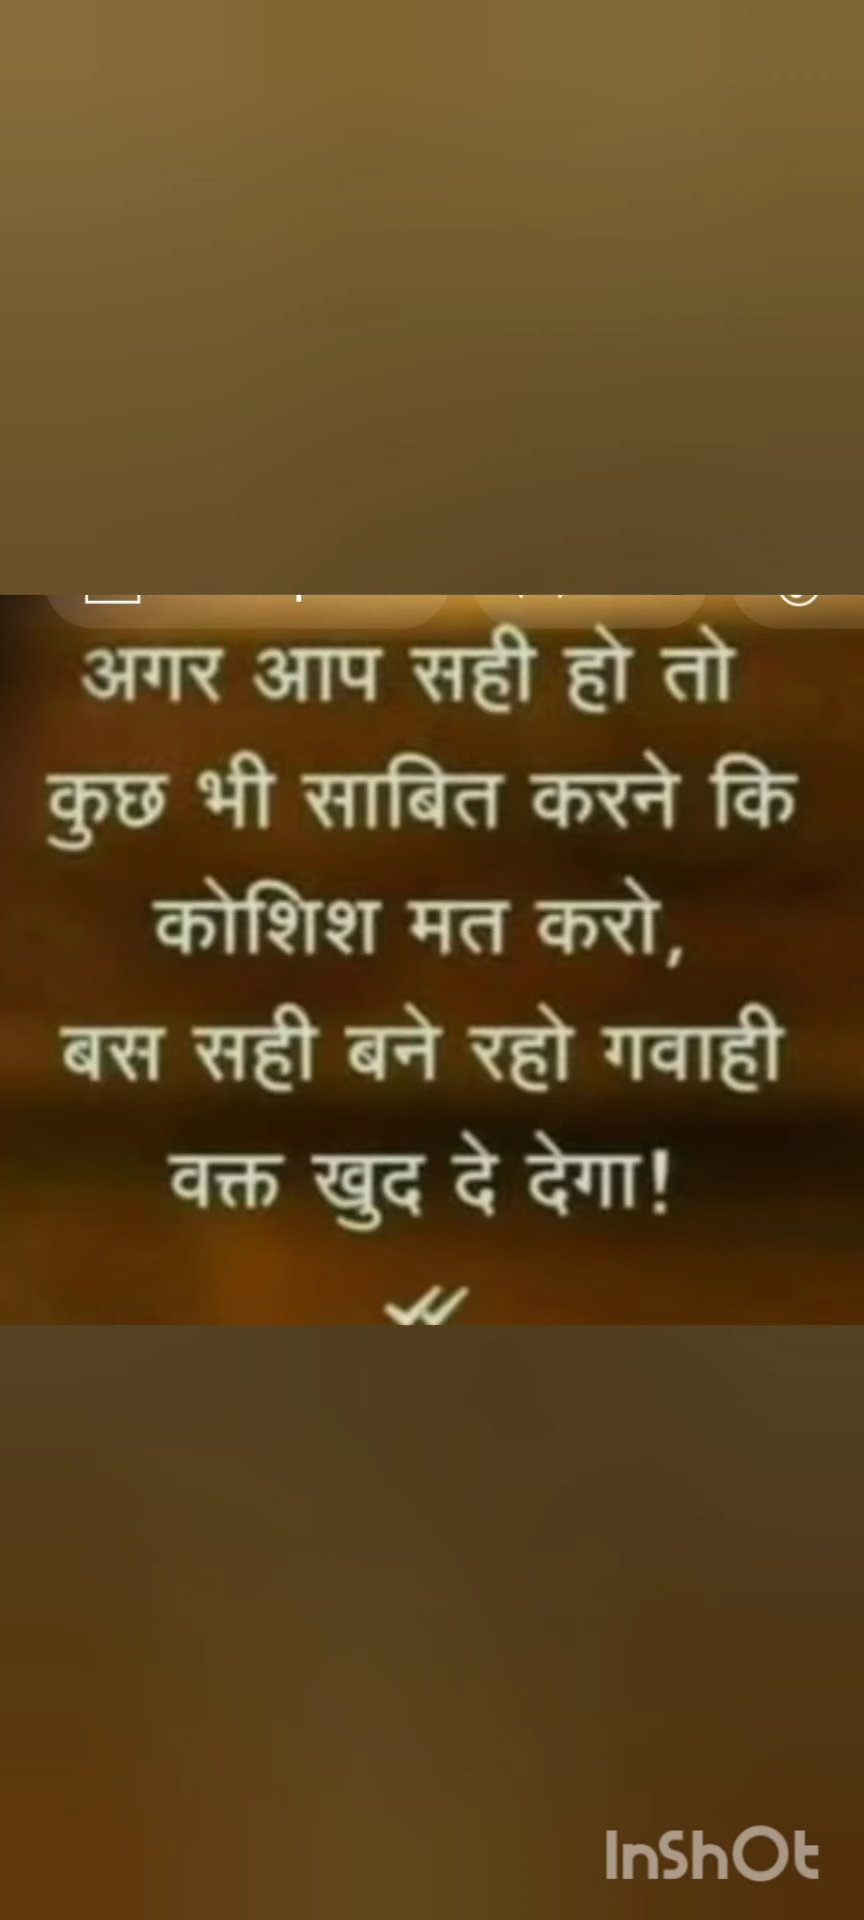 अगर आप सही हो तो
कुछ भी साबित करने कि
कोशिश मत करो,
बस सही बने रहो गवाही
वक्त खुद दे देगा!
InShOt